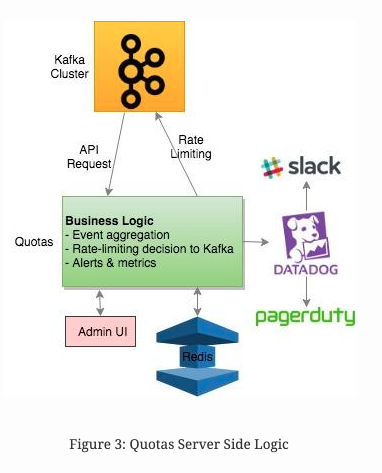 Kafka
Cluster
API
Request
Rate
Limiting
slack
Quotas
Business Logic
- Event aggregation
- Rate-limiting decision to Kafka
- Alerts & metrics
DATADOG
pagerduty
Admin UI
Redis
Figure 3: Quotas Server Side Logic